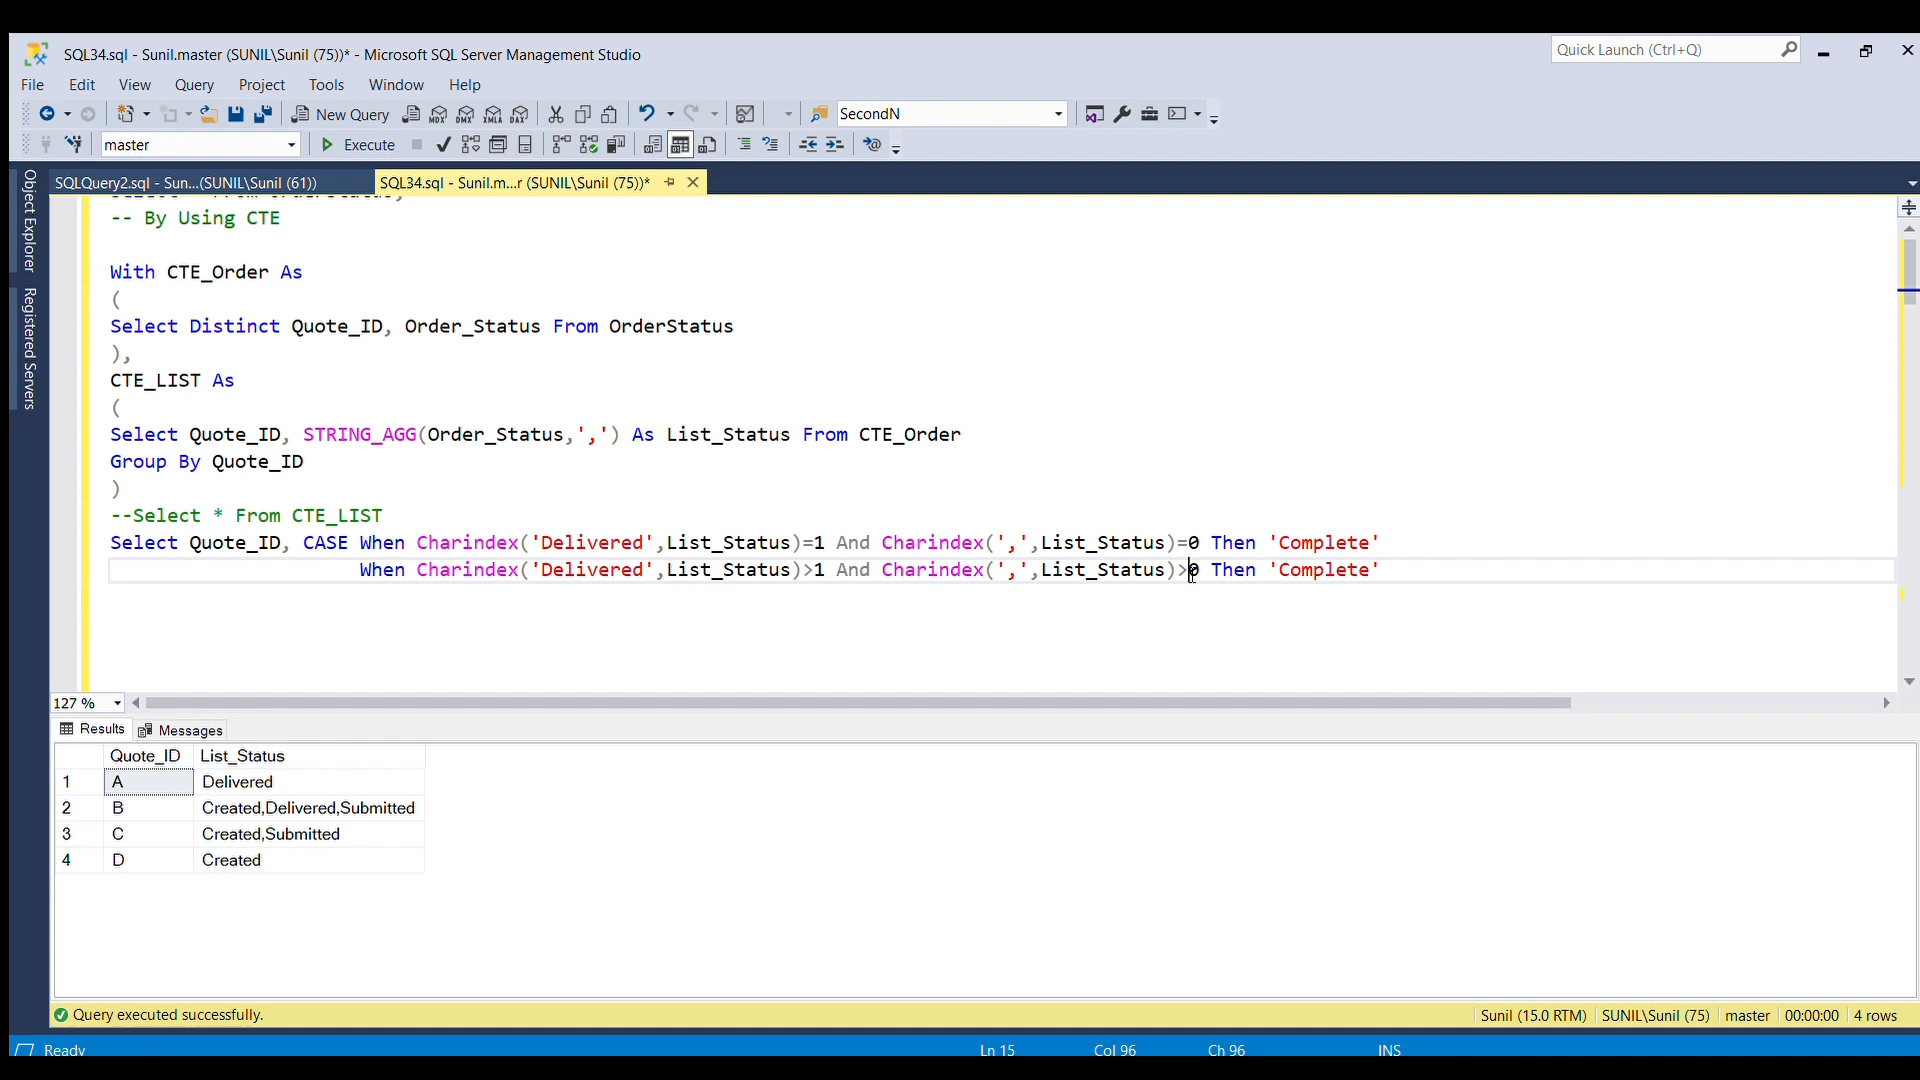 SQL34.sql - Sunil.master (SUNIL\Sunil (75))* - Microsoft SQL Server Management Studio
Quick Launch (Ctrl+Q)
File Edit View Query Project Tools Window Help
New Query
MDX DMX XMLA DAX
SecondN
master
Execute
SQLQuery2.sql - Sun...(SUNIL\Sunil (61))
SQL34.sql - Sunil.m...r (SUNIL\Sunil (75))*
Object Explorer
Registered Servers
-- By Using CTE
With CTE_Order As
(
Select Distinct Quote_ID, Order_Status From OrderStatus
),
CTE_LIST As
(
Select Quote_ID, STRING_AGG(Order_Status,',') As List_Status From CTE_Order
Group By Quote_ID
)
--Select * From CTE_LIST
Select Quote_ID, CASE When Charindex('Delivered',List_Status)=1 And Charindex(',',List_Status)=0 Then 'Complete'
When Charindex('Delivered',List_Status)>1 And Charindex(',',List_Status)>0 Then 'Complete'
127 %
Results Messages
Quote_ID List_Status
1 A Delivered
2 B Created,Delivered,Submitted
3 C Created,Submitted
4 D Created
Query executed successfully.
Sunil (15.0 RTM) SUNIL\Sunil (75) master 00:00:00 4 rows
Ready
Ln 15 Col 96 Ch 96 INS